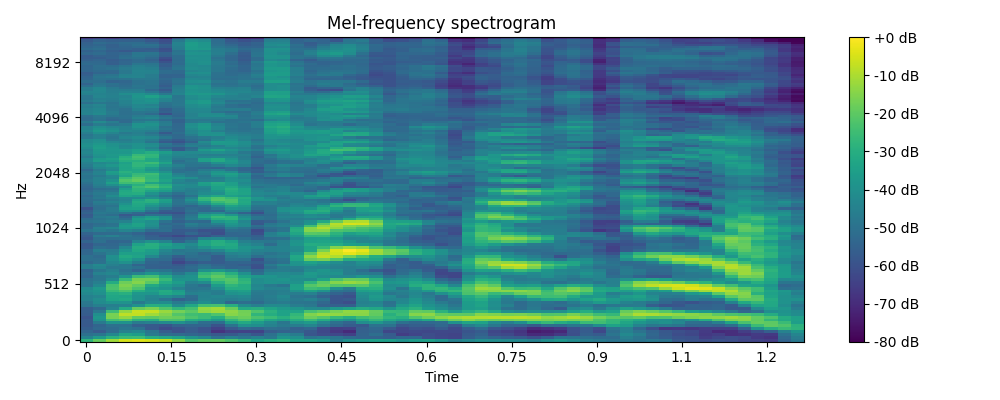 Mel-frequency spectrogram
Hz
8192
4096
2048
1024
512
0
0 0.15 0.3 0.45 0.6 0.75 0.9 1.1 1.2
Time
+0 dB
-10 dB
-20 dB
-30 dB
-40 dB
-50 dB
-60 dB
-70 dB
-80 dB